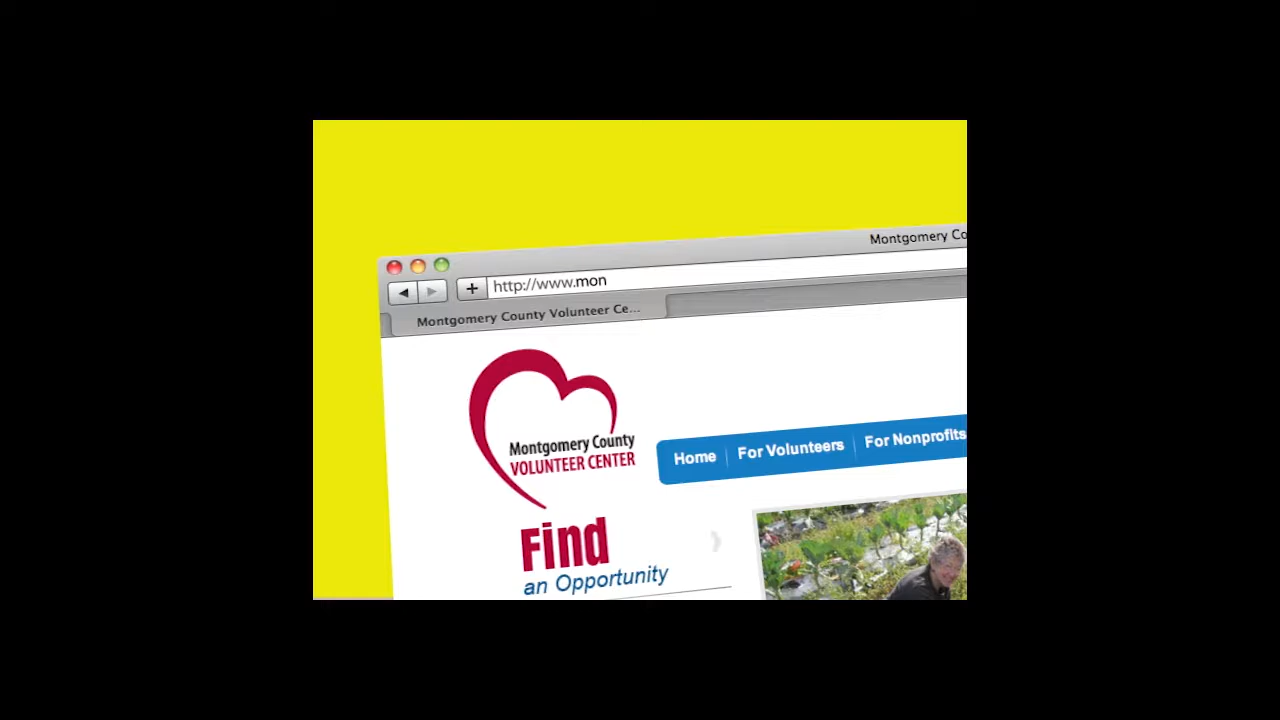 Montgomery Co
http://www.mon
Montgomery County Volunteer Ce...
Montgomery County
VOLUNTEER CENTER
Home For Volunteers For Nonprofits
Find
an Opportunity